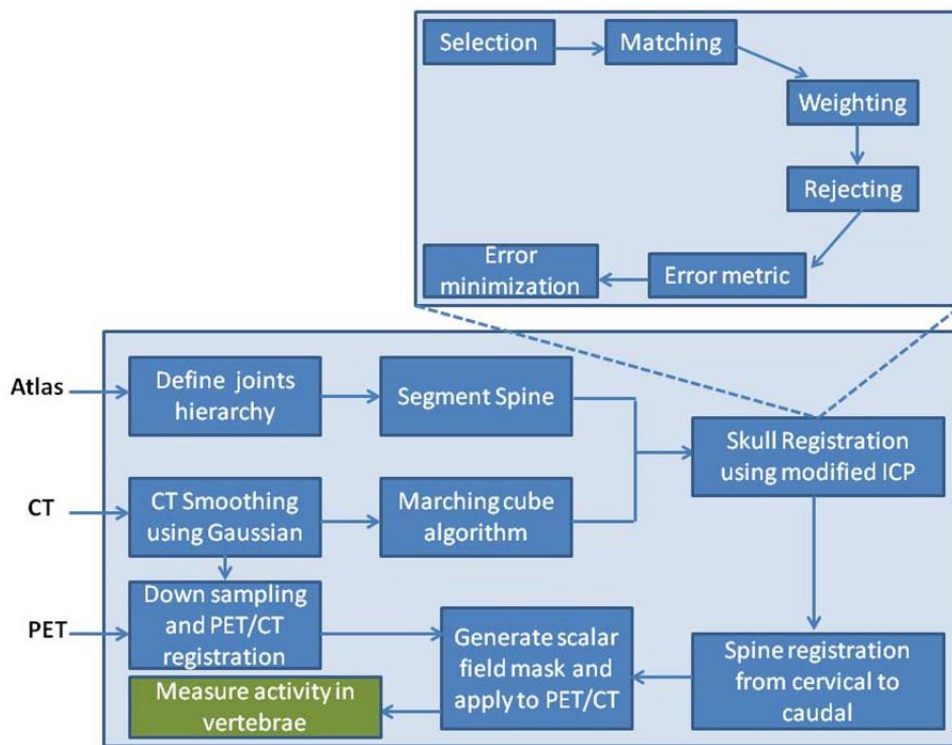 Selection
Matching
Weighting
Rejecting
Error metric
Error
minimization
Atlas
Define joints
hierarchy
Segment Spine
Skull Registration
using modified ICP
CT
CT Smoothing
using Gaussian
Marching cube
algorithm
PET
Down sampling
and PET/CT
registration
Generate scalar
field mask and
apply to PET/CT
Spine registration
from cervical to
caudal
Measure activity in
vertebrae